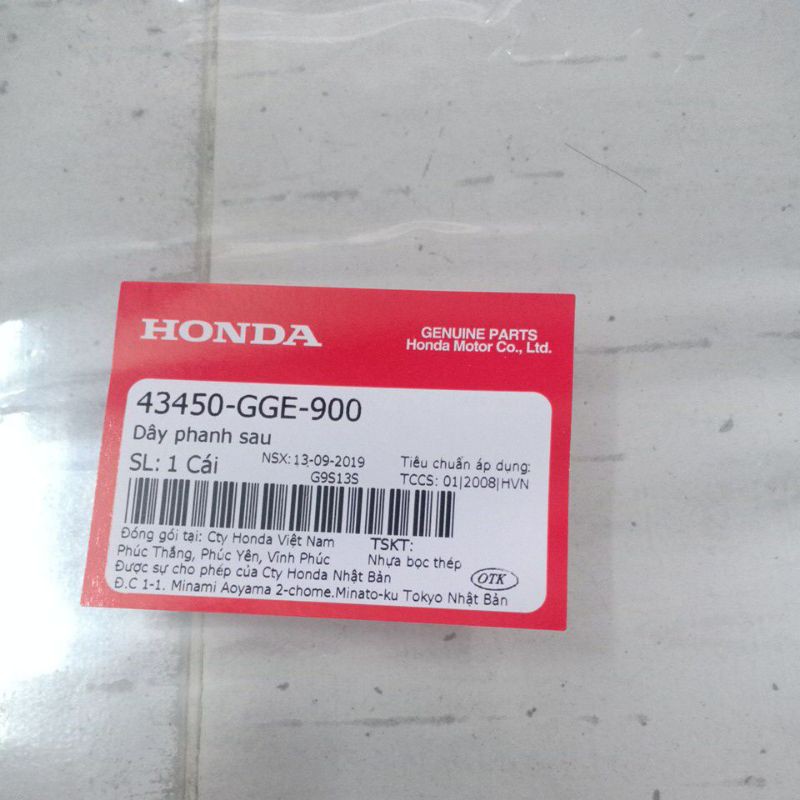 HONDA
GENUINE PARTS
Honda Motor Co., Ltd.
43450-GGE-900
Dây phanh sau
SL: 1 Cái
NSX: 13-09-2019
G9S13S
Tiêu chuẩn áp dụng:
TCCS: 01|2008|HVN
Đóng gói tại: Cty Honda Việt Nam
Phúc Thắng, Phúc Yên, Vĩnh Phúc
TSKT:
Nhựa bọc thép
Được sự cho phép của Cty Honda Nhật Bản
Đ.C 1-1. Minami Aoyama 2-chome.Minato-ku Tokyo Nhật Bản
OTK